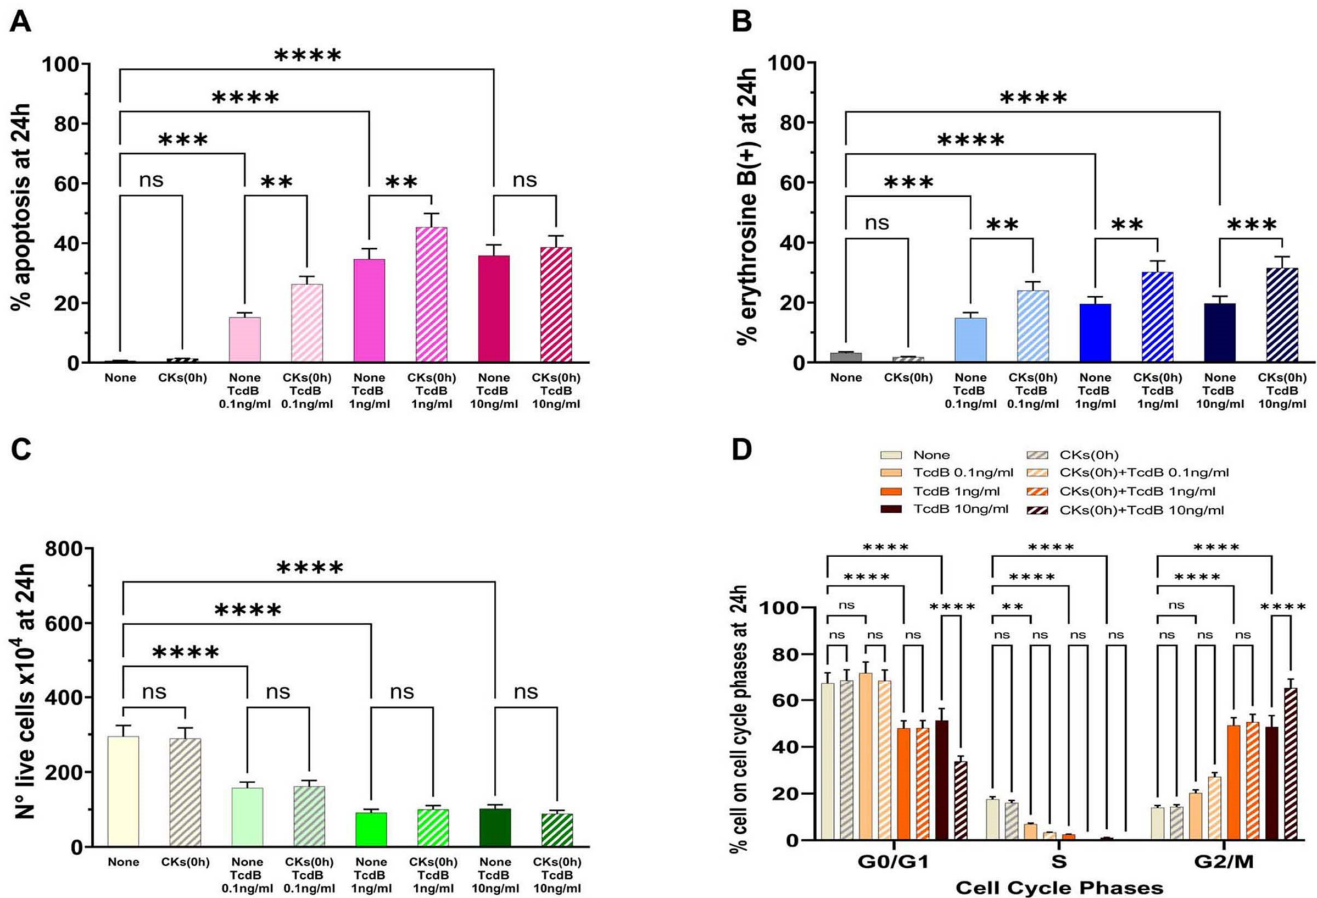 A
% apoptosis at 24h
100
80
60
40
20
0
****
****
***
ns
**
**
ns
None
CKs(0h)
None
TcdB
0.1ng/ml
CKs(0h)
TcdB
0.1ng/ml
None
TcdB
1ng/ml
CKs(0h)
TcdB
1ng/ml
None
TcdB
10ng/ml
CKs(0h)
TcdB
10ng/ml
B
% erythrosine B(+) at 24h
100
80
60
40
20
0
****
****
***
ns
**
**
***
None
CKs(0h)
None
TcdB
0.1ng/ml
CKs(0h)
TcdB
0.1ng/ml
None
TcdB
1ng/ml
CKs(0h)
TcdB
1ng/ml
None
TcdB
10ng/ml
CKs(0h)
TcdB
10ng/ml
C
N° live cells x10⁴ at 24h
800
600
400
200
0
****
****
****
ns
ns
ns
ns
None
CKs(0h)
None
TcdB
0.1ng/ml
CKs(0h)
TcdB
0.1ng/ml
None
TcdB
1ng/ml
CKs(0h)
TcdB
1ng/ml
None
TcdB
10ng/ml
CKs(0h)
TcdB
10ng/ml
D
None
TcdB 0.1ng/ml
TcdB 1ng/ml
TcdB 10ng/ml
CKs(0h)
CKs(0h)+TcdB 0.1ng/ml
CKs(0h)+TcdB 1ng/ml
CKs(0h)+TcdB 10ng/ml
% cell on cell cycle phases at 24h
100
80
60
40
20
0
****
****
ns
****
ns
ns
ns
****
****
**
ns
ns
ns
ns
****
****
ns
****
ns
ns
ns
G0/G1
S
G2/M
Cell Cycle Phases